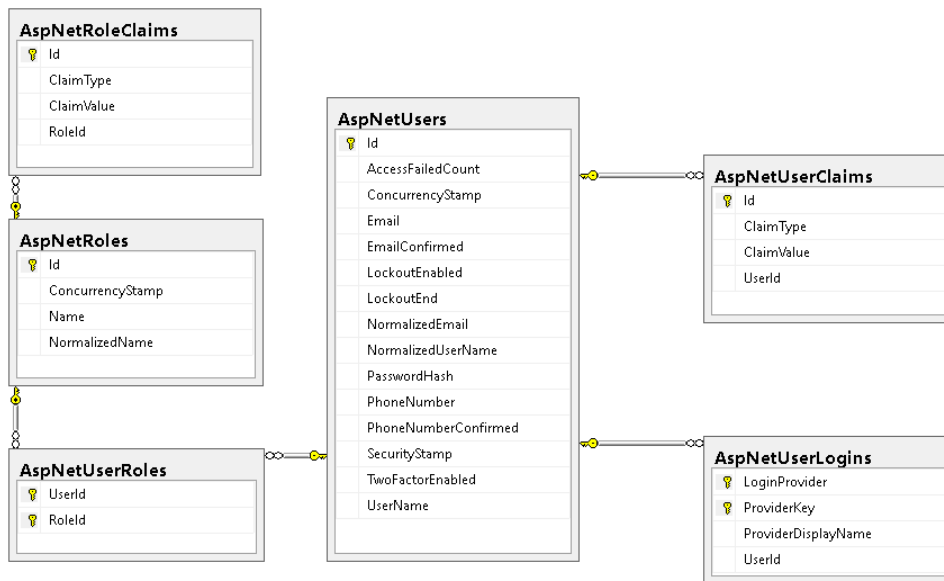 AspNetRoleClaims
Id
ClaimType
ClaimValue
RoleId
AspNetRoles
Id
ConcurrencyStamp
Name
NormalizedName
AspNetUserRoles
UserId
RoleId
AspNetUsers
Id
AccessFailedCount
ConcurrencyStamp
Email
EmailConfirmed
LockoutEnabled
LockoutEnd
NormalizedEmail
NormalizedUserName
PasswordHash
PhoneNumber
PhoneNumberConfirmed
SecurityStamp
TwoFactorEnabled
UserName
AspNetUserClaims
Id
ClaimType
ClaimValue
UserId
AspNetUserLogins
LoginProvider
ProviderKey
ProviderDisplayName
UserId